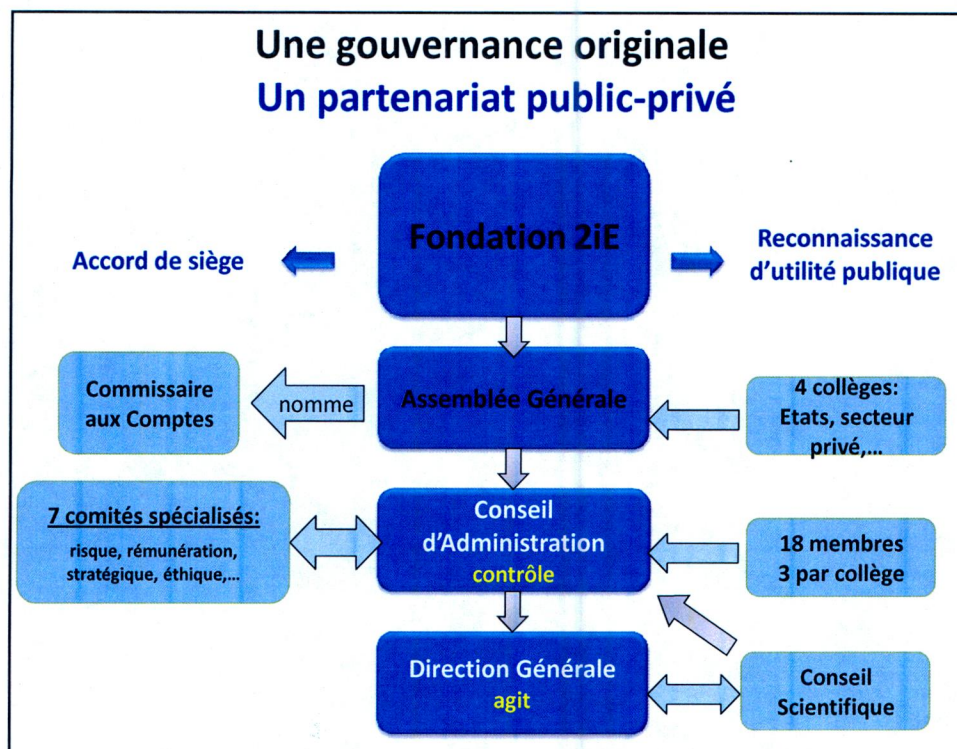 Une gouvernance originale
Un partenariat public-privé
Fondation 2iE
Accord de siège
Reconnaissance
d'utilité publique
Commissaire
aux Comptes
nomme
Assemblée Générale
4 collèges:
Etats, secteur
privé,...
7 comités spécialisés:
risque, rémunération,
stratégique, éthique,...
Conseil
d'Administration
contrôle
18 membres
3 par collège
Direction Générale
agit
Conseil
Scientifique